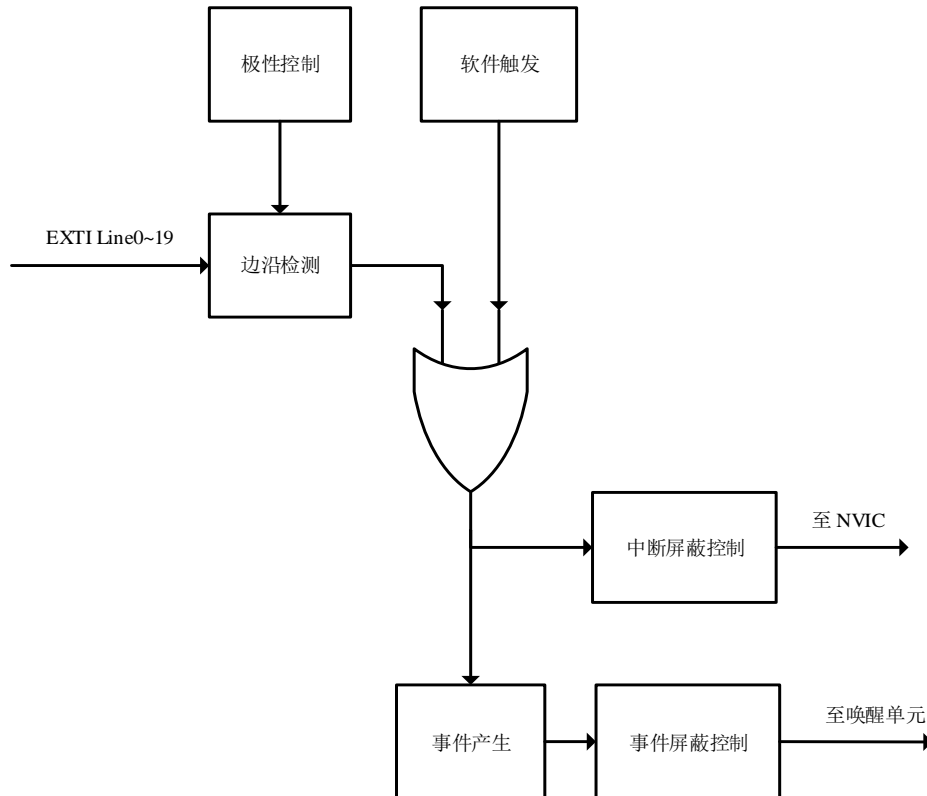 极性控制
软件触发
EXTI Line0~19
边沿检测
中断屏蔽控制
至 NVIC
事件产生
事件屏蔽控制
至唤醒单元